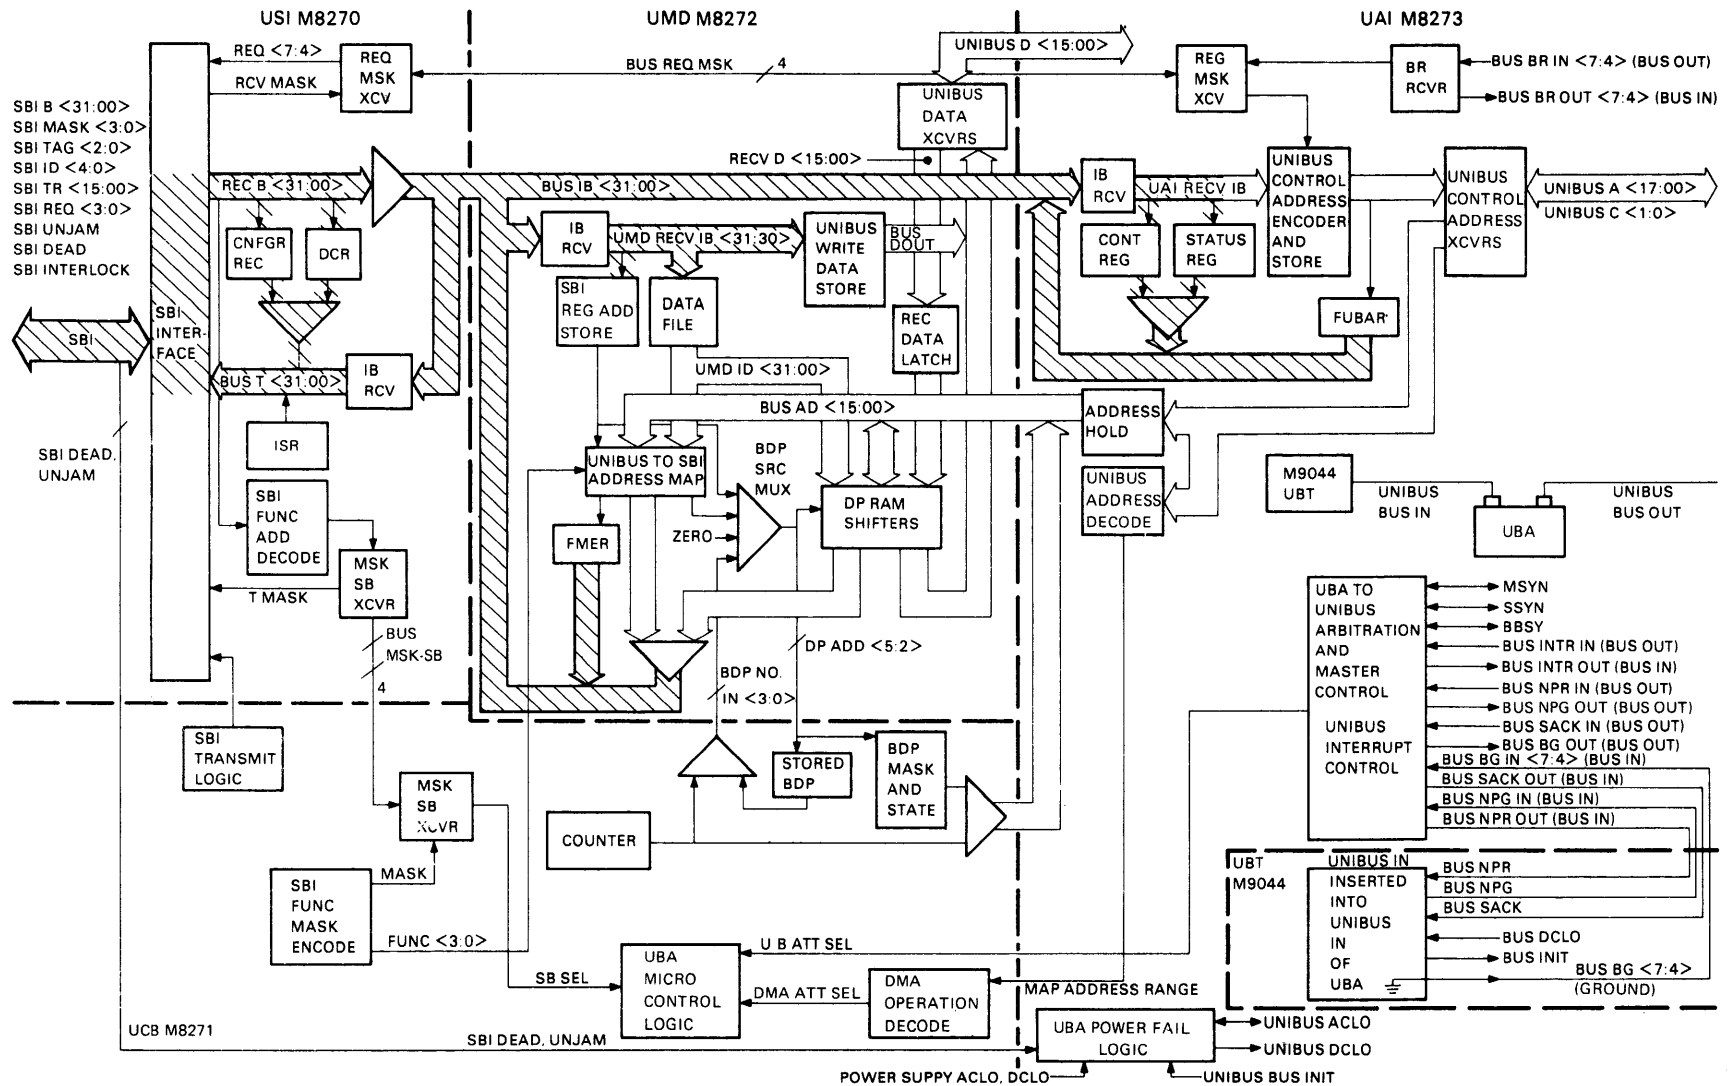 USI M8270
UMD M8272
UAI M8273
SBI B <31:00>
SBI MASK <3:0>
SBI TAG <2:0>
SBI ID <4:0>
SBI TR <15:00>
SBI REQ <3:0>
SBI UNJAM
SBI DEAD
SBI INTERLOCK
SBI
SBI
INTER-
FACE
REQ <7:4>
RCV MASK
REQ
MSK
XCV
BUS REQ MSK
4
UNIBUS D <15:00>
UNIBUS
DATA
XCVRS
REG
MSK
XCV
BR
RCVR
BUS BR IN <7:4> (BUS OUT)
BUS BR OUT <7:4> (BUS IN)
RECV D <15:00>
REC B <31:00>
BUS IB <31:00>
IB
RCV
UAI RECV IB
UNIBUS
CONTROL
ADDRESS
ENCODER
AND
STORE
UNIBUS
CONTROL
ADDRESS
XCVRS
UNIBUS A <17:00>
UNIBUS C <1:0>
CNFGR
REC
DCR
IB
RCV
UMD RECV IB <31:30>
UNIBUS
WRITE
DATA
STORE
BUS
DOUT
CONT
REG
STATUS
REG
SBI
REG ADD
STORE
DATA
FILE
REC
DATA
LATCH
FUBAR
BUS T <31:00>
IB
RCV
UMD ID <31:00>
BUS AD <15:00>
ADDRESS
HOLD
ISR
SBI DEAD,
UNJAM
UNIBUS TO SBI
ADDRESS MAP
BDP
SRC
MUX
ZERO
DP RAM
SHIFTERS
UNIBUS
ADDRESS
DECODE
M9044
UBT
UNIBUS
BUS IN
UBA
UNIBUS
BUS OUT
SBI
FUNC
ADD
DECODE
FMER
MSK
SB
XCVR
T MASK
BUS
MSK-SB
4
DP ADD <5:2>
BDP NO.
IN <3:0>
UBA TO
UNIBUS
ARBITRATION
AND
MASTER
CONTROL
UNIBUS
INTERRUPT
CONTROL
MSYN
SSYN
BBSY
BUS INTR IN (BUS OUT)
BUS INTR OUT (BUS IN)
BUS NPR IN (BUS OUT)
BUS NPG OUT (BUS OUT)
BUS SACK IN (BUS OUT)
BUS BG OUT (BUS OUT)
BUS BG IN <7:4> (BUS IN)
BUS SACK OUT (BUS IN)
BUS NPG IN (BUS IN)
BUS NPR OUT (BUS IN)
SBI
TRANSMIT
LOGIC
STORED
BDP
BDP
MASK
AND
STATE
MSK
SB
XCVR
COUNTER
SBI
FUNC
MASK
ENCODE
MASK
FUNC <3:0>
SB SEL
UBA
MICRO
CONTROL
LOGIC
U B ATT SEL
DMA ATT SEL
DMA
OPERATION
DECODE
MAP ADDRESS RANGE
UBT
M9044
UNIBUS IN
INSERTED
INTO
UNIBUS
IN
OF
UBA
BUS NPR
BUS NPG
BUS SACK
BUS DCLO
BUS INIT
BUS BG <7:4>
(GROUND)
UCB M8271
SBI DEAD, UNJAM
UBA POWER FAIL
LOGIC
UNIBUS ACLO
UNIBUS DCLO
POWER SUPPY ACLO, DCLO
UNIBUS BUS INIT